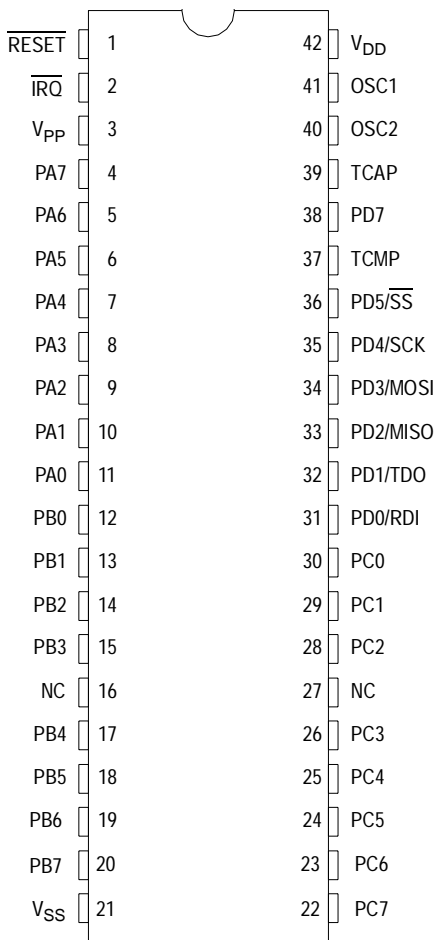 R̅E̅S̅E̅T̅ 1 42 VDD
I̅R̅Q̅ 2 41 OSC1
VPP 3 40 OSC2
PA7 4 39 TCAP
PA6 5 38 PD7
PA5 6 37 TCMP
PA4 7 36 PD5/S̅S̅
PA3 8 35 PD4/SCK
PA2 9 34 PD3/MOSI
PA1 10 33 PD2/MISO
PA0 11 32 PD1/TDO
PB0 12 31 PD0/RDI
PB1 13 30 PC0
PB2 14 29 PC1
PB3 15 28 PC2
NC 16 27 NC
PB4 17 26 PC3
PB5 18 25 PC4
PB6 19 24 PC5
PB7 20 23 PC6
VSS 21 22 PC7